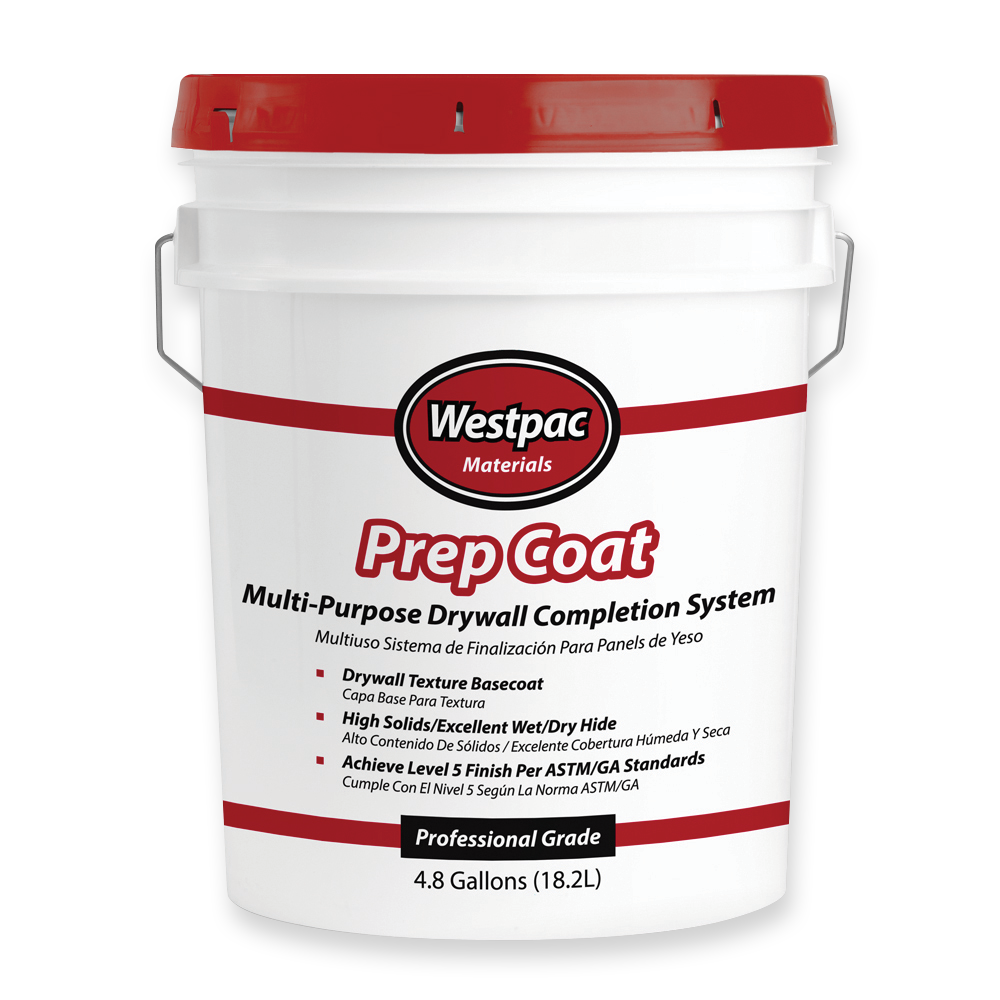 Westpac
Materials
Prep Coat
Multi-Purpose Drywall Completion System
Multiuso Sistema de Finalización Para Panels de Yeso
Drywall Texture Basecoat
Capa Base Para Textura
High Solids/Excellent Wet/Dry Hide
Alto Contenido De Sólidos / Excelente Cobertura Húmeda Y Seca
Achieve Level 5 Finish Per ASTM/GA Standards
Cumple Con El Nivel 5 Según La Norma ASTM/GA
Professional Grade
4.8 Gallons (18.2L)